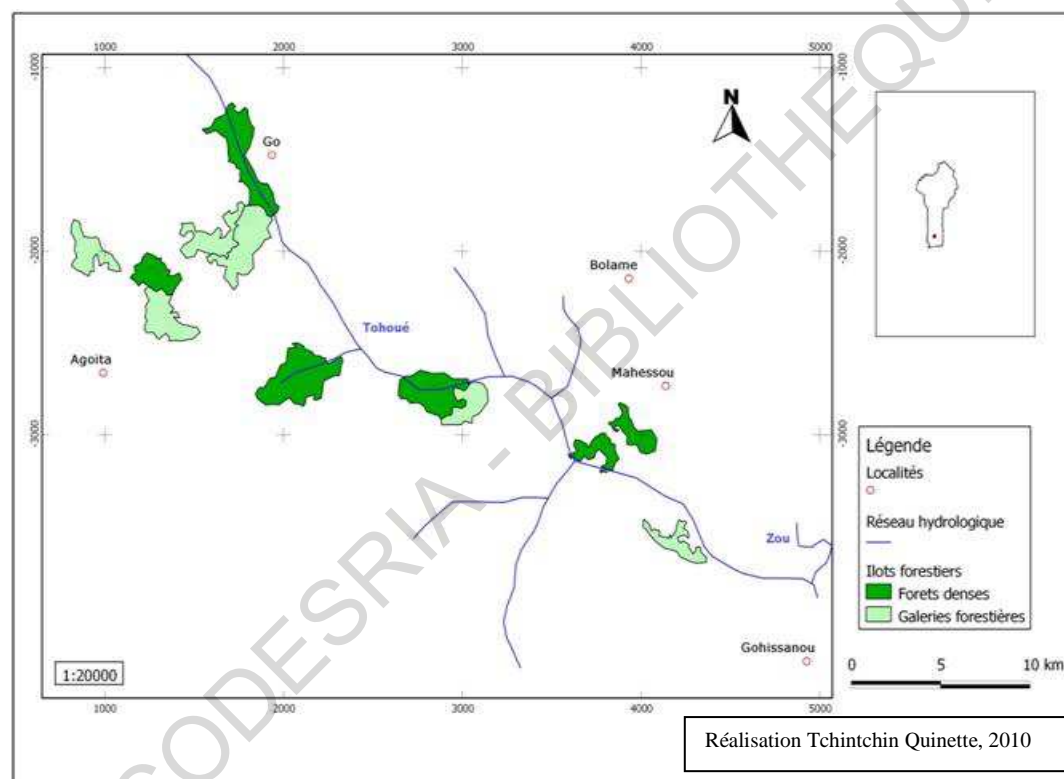 1000 2000 3000 4000 5000
-1000 -1000
N
Go
-2000 -2000
Bolame
Tohoué
Agoita
Mahessou
-3000 -3000
Légende
Localités
Réseau hydrologique
Ilots forestiers
Forets denses
Galeries forestières
Zou
Gohissanou
1:20000
0 5 10 km
1000 2000 3000 4000 5000
Réalisation Tchintchin Quinette, 2010
CODESRIA - BIBLIOTHEQU